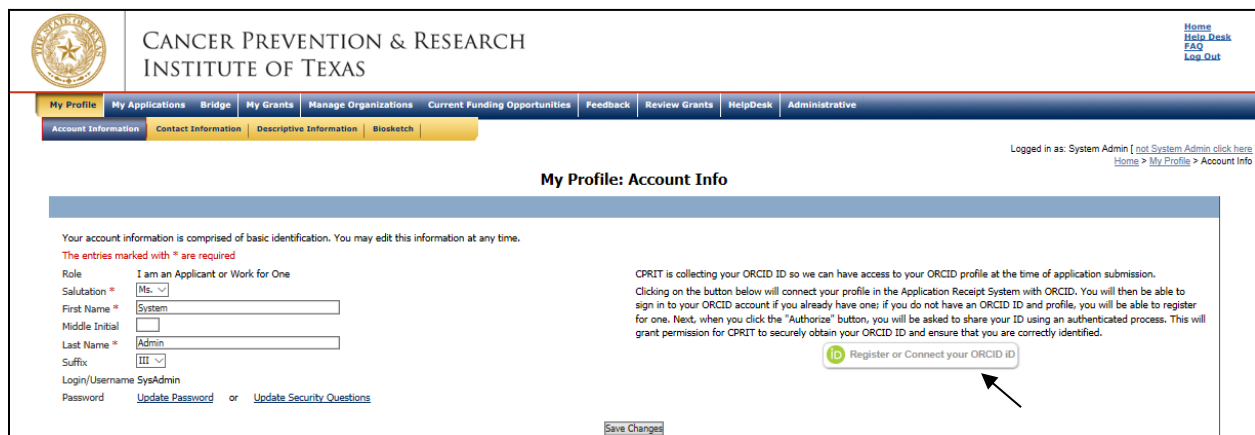 THE STATE OF TEXAS
CANCER PREVENTION & RESEARCH
INSTITUTE OF TEXAS
Home
Help Desk
FAQ
Log Out
My Profile My Applications Bridge My Grants Manage Organizations Current Funding Opportunities Feedback Review Grants HelpDesk Administrative
Account Information Contact Information Descriptive Information Biosketch
Logged in as: System Admin [ not System Admin click here
Home > My Profile > Account Info
My Profile: Account Info
Your account information is comprised of basic identification. You may edit this information at any time.
The entries marked with * are required
Role I am an Applicant or Work for One
Salutation * Ms.
First Name * System
Middle Initial
Last Name * Admin
Suffix III
Login/Username SysAdmin
Password Update Password or Update Security Questions
CPRIT is collecting your ORCID ID so we can have access to your ORCID profile at the time of application submission.
Clicking on the button below will connect your profile in the Application Receipt System with ORCID. You will then be able to
sign in to your ORCID account if you already have one; if you do not have an ORCID ID and profile, you will be able to register
for one. Next, when you click the "Authorize" button, you will be asked to share your ID using an authenticated process. This will
grant permission for CPRIT to securely obtain your ORCID ID and ensure that you are correctly identified.
iD Register or Connect your ORCID iD
Save Changes